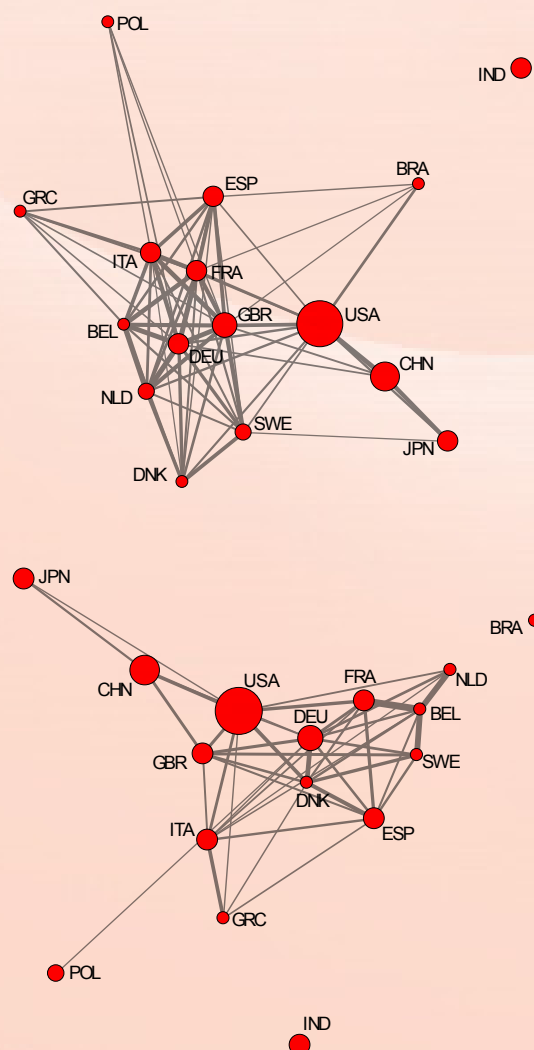 POL
IND
BRA
ESP
GRC
ITA
FRA
GBR
USA
BEL
DEU
CHN
NLD
SWE
JPN
DNK
JPN
BRA
USA
FRA
NLD
CHN
BEL
DEU
GBR
SWE
DNK
ITA
ESP
GRC
POL
IND